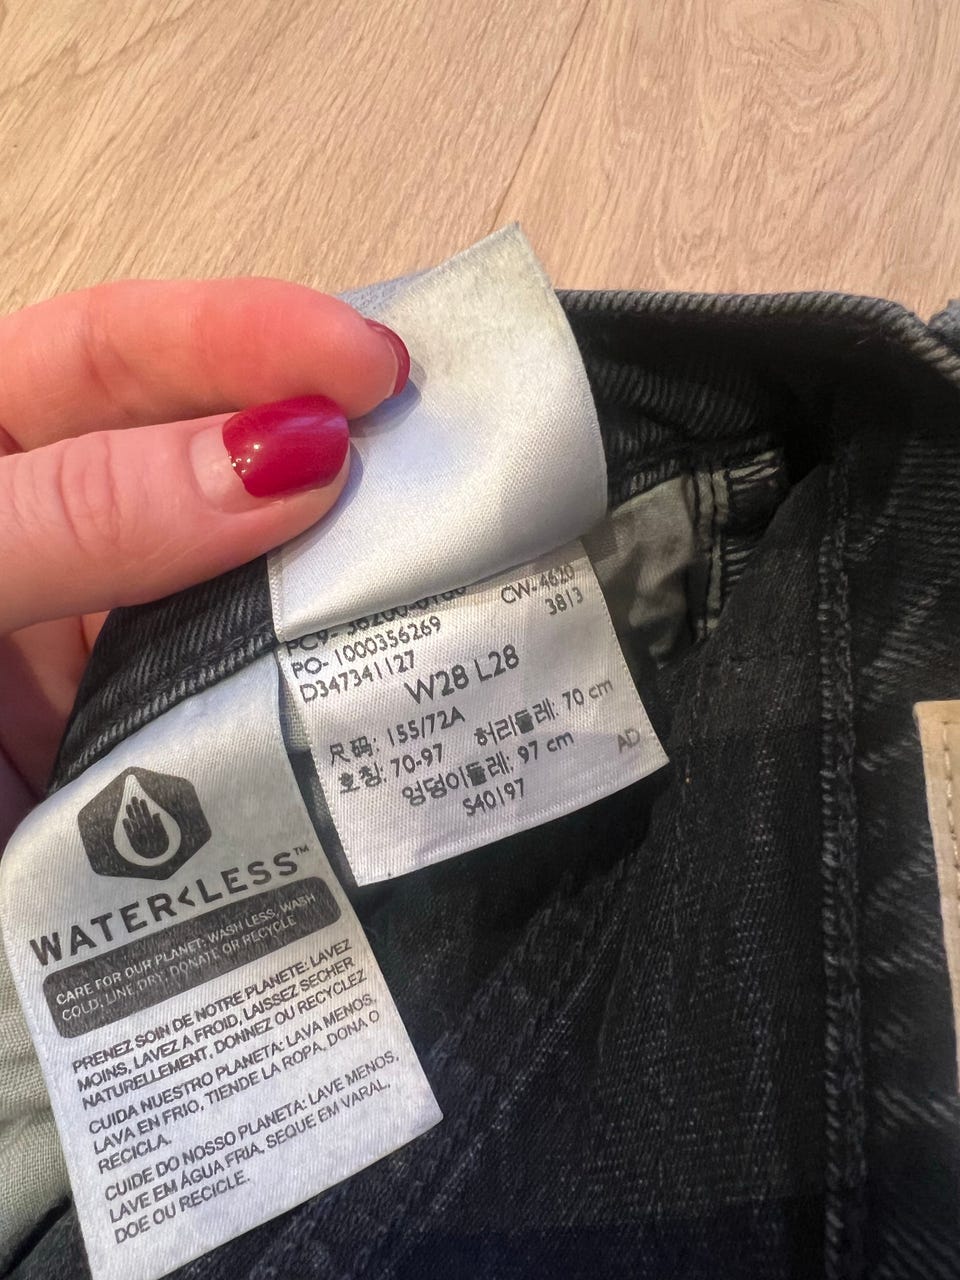 CW-4620
3813
PO-1000356269
D347341127
W28 L28
尺码: 155/72A
허리둘레: 70 cm
호칭: 70-97
엉덩이둘레: 97 cm
S40197
AD
WATER<LESS™
CARE FOR OUR PLANET: WASH LESS, WASH
COLD, LINE DRY, DONATE OR RECYCLE
PRENEZ SOIN DE NOTRE PLANETE: LAVEZ
MOINS, LAVEZ A FROID, LAISSEZ SECHER
NATURELLEMENT, DONNEZ OU RECYCLEZ
CUIDA NUESTRO PLANETA: LAVA MENOS,
LAVA EN FRIO, TIENDE LA ROPA, DONA O
RECICLA.
CUIDE DO NOSSO PLANETA: LAVE MENOS,
LAVE EM ÁGUA FRIA, SEQUE EM VARAL,
DOE OU RECICLE.